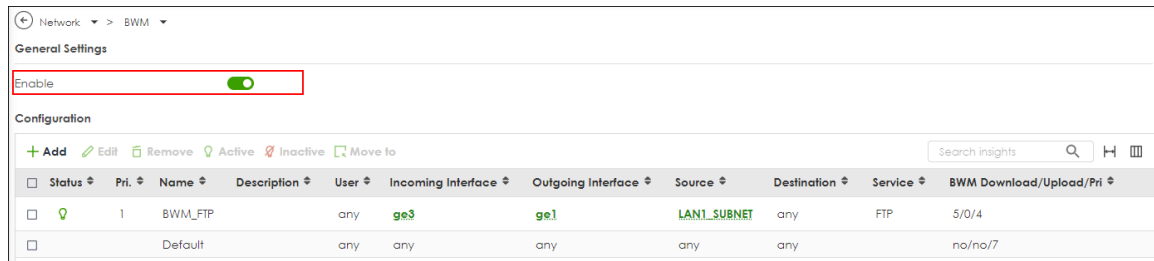 Network > BWM
General Settings
Enable
Configuration
Add Edit Remove Active Inactive Move to Search insights
Status Pri. Name Description User Incoming Interface Outgoing Interface Source Destination Service BWM Download/Upload/Pri
1 BWM_FTP any ge3 ge1 LAN1_SUBNET any FTP 5/0/4
Default any any any any any no/no/7